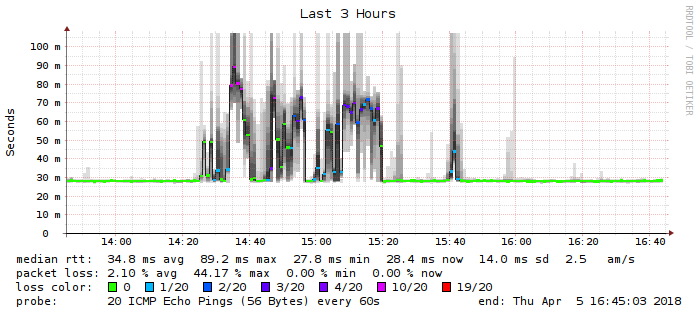 Last 3 Hours
RRDTOOL / TOBI OETIKER
Seconds
100 m
90 m
80 m
70 m
60 m
50 m
40 m
30 m
20 m
10 m
0
14:00 14:20 14:40 15:00 15:20 15:40 16:00 16:20 16:40
median rtt: 34.8 ms avg 89.2 ms max 27.8 ms min 28.4 ms now 14.0 ms sd 2.5 am/s
packet loss: 2.10 % avg 44.17 % max 0.00 % min 0.00 % now
loss color: 0 1/20 2/20 3/20 4/20 10/20 19/20
probe: 20 ICMP Echo Pings (56 Bytes) every 60s end: Thu Apr 5 16:45:03 2018